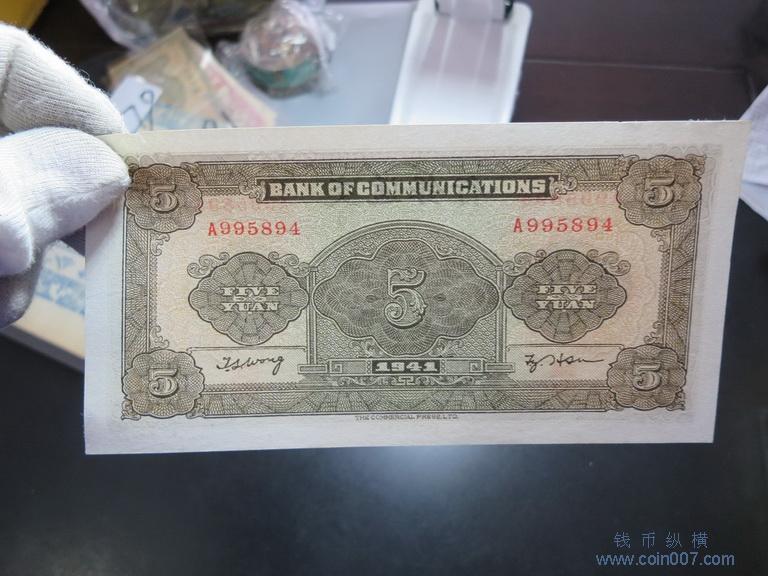 5 BANK OF COMMUNICATIONS 5
A995894 A995894
FIVE YUAN
5
FIVE YUAN
1941
5 5
THE COMMERCIAL PRESS, LTD.
钱币纵横
www.coin007.com